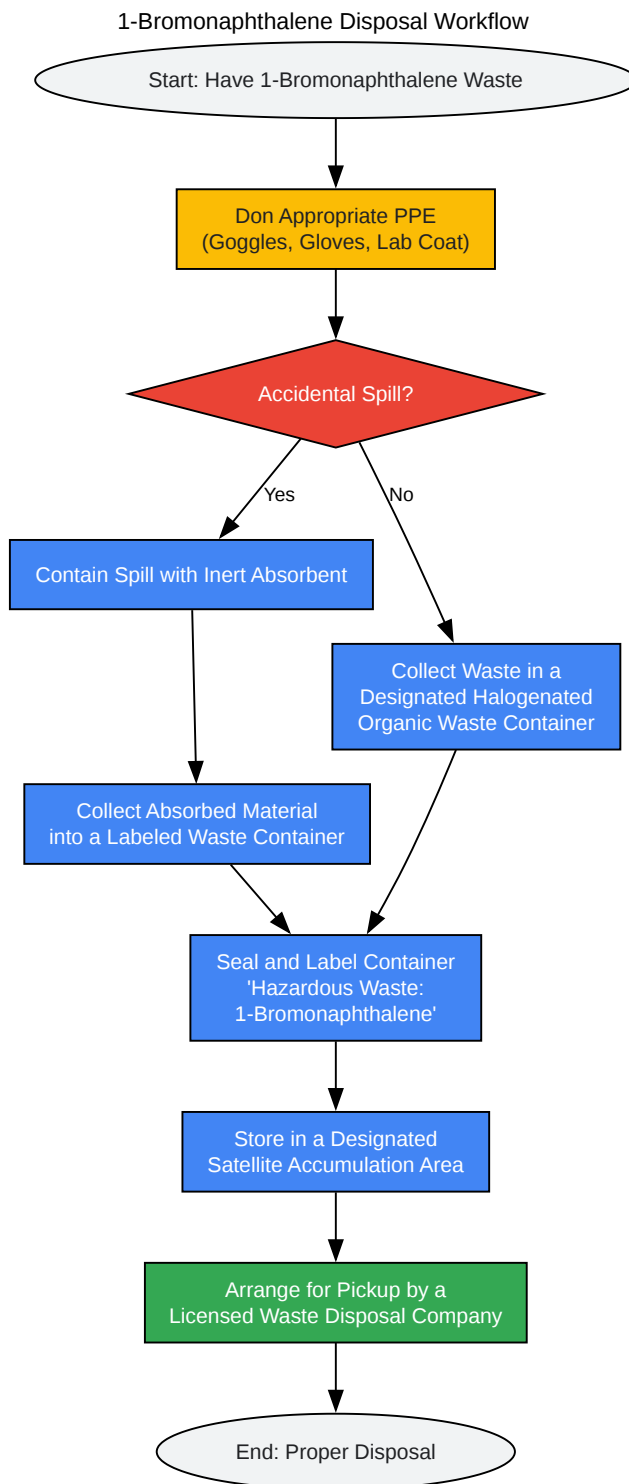 1-Bromonaphthalene Disposal Workflow
Start: Have 1-Bromonaphthalene Waste
Don Appropriate PPE
(Goggles, Gloves, Lab Coat)
Accidental Spill?
Yes
No
Contain Spill with Inert Absorbent
Collect Waste in a
Designated Halogenated
Organic Waste Container
Collect Absorbed Material
into a Labeled Waste Container
Seal and Label Container
'Hazardous Waste:
1-Bromonaphthalene'
Store in a Designated
Satellite Accumulation Area
Arrange for Pickup by a
Licensed Waste Disposal Company
End: Proper Disposal